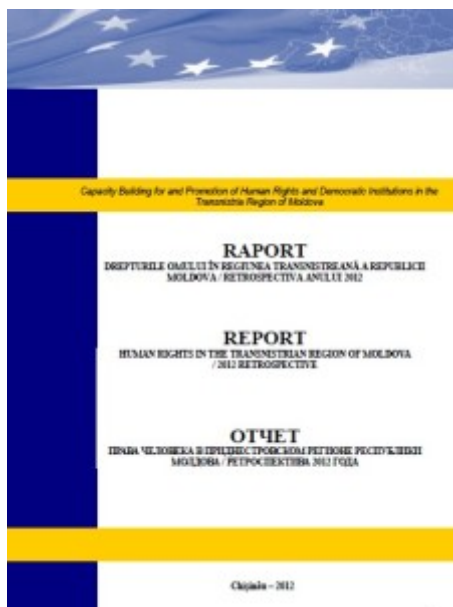 Capacity Building for and Promotion of Human Rights and Democratic Institutions in the
Transnistria Region of Moldova
RAPORT
DREPTURILE OMULUI ÎN REGIUNEA TRANSNISTREANĂ A REPUBLICII
MOLDOVA / RETROSPECTIVA ANULUI 2012
REPORT
HUMAN RIGHTS IN THE TRANSNISTRIAN REGION OF MOLDOVA
/ 2012 RETROSPECTIVE
ОТЧЕТ
ПРАВА ЧЕЛОВЕКА В ПРИДНЕСТРОВСКОМ РЕГИОНЕ РЕСПУБЛИКИ
МОЛДОВА / РЕТРОСПЕКТИВА 2012 ГОДА
Chişinău – 2012